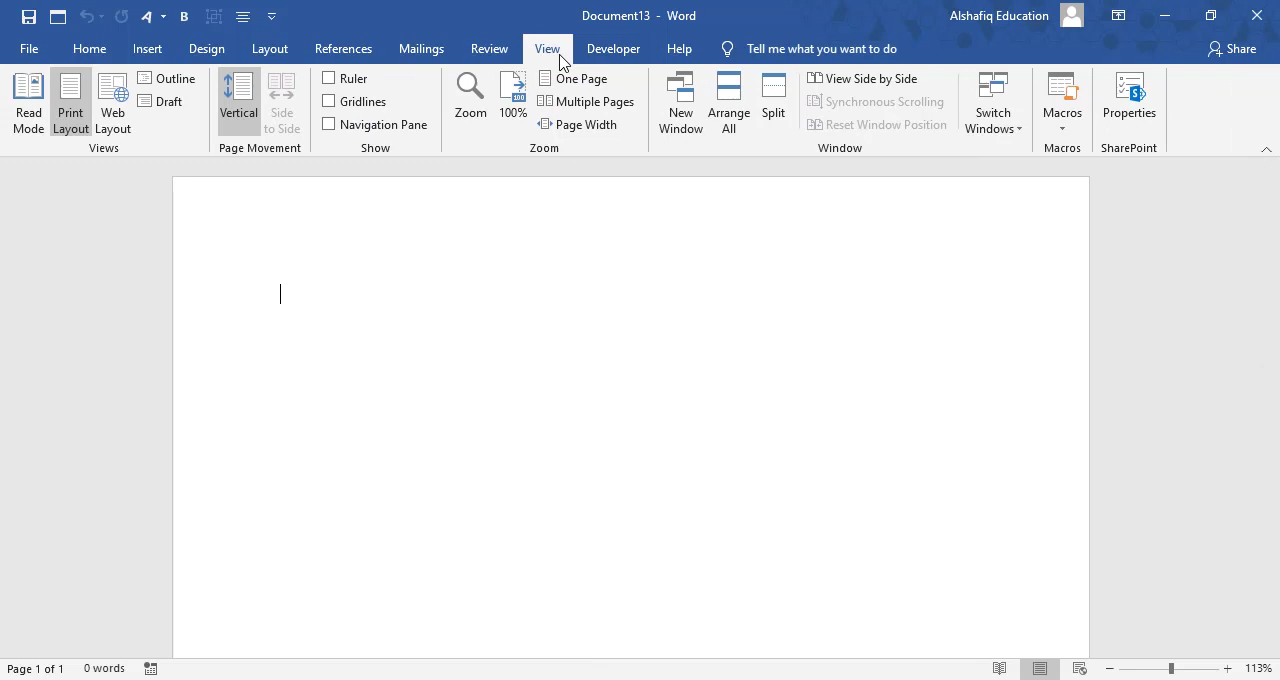 A B Document13 - Word Alshafiq Education
File Home Insert Design Layout References Mailings Review View Developer Help Tell me what you want to do Share
Read Mode Print Layout Web Layout Outline Draft
Views
Vertical Side to Side
Page Movement
Ruler
Gridlines
Navigation Pane
Show
Zoom 100% 100 One Page
Multiple Pages
Page Width
Zoom
New Window Arrange All Split View Side by Side
Synchronous Scrolling
Reset Window Position
Switch Windows
Window
Macros
Macros
Properties
SharePoint
Page 1 of 1 0 words 113%